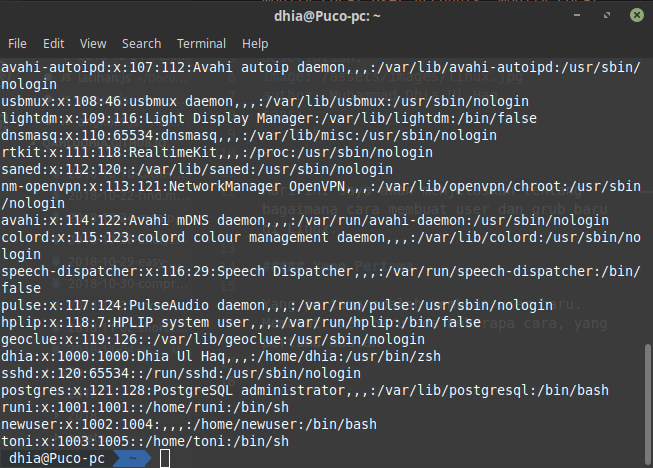 dhia@Puco-pc: ~
File Edit View Search Terminal Help
avahi-autoipd:x:107:112:Avahi autoip daemon,,,:/var/lib/avahi-autoipd:/usr/sbin/
nologin
usbmux:x:108:46:usbmux daemon,,,:/var/lib/usbmux:/usr/sbin/nologin
lightdm:x:109:116:Light Display Manager:/var/lib/lightdm:/bin/false
dnsmasq:x:110:65534:dnsmasq,,,:/var/lib/misc:/usr/sbin/nologin
rtkit:x:111:118:RealtimeKit,,,:/proc:/usr/sbin/nologin
saned:x:112:120::/var/lib/saned:/usr/sbin/nologin
nm-openvpn:x:113:121:NetworkManager OpenVPN,,,:/var/lib/openvpn/chroot:/usr/sbin
/nologin
avahi:x:114:122:Avahi mDNS daemon,,,:/var/run/avahi-daemon:/usr/sbin/nologin
colord:x:115:123:colord colour management daemon,,,:/var/lib/colord:/usr/sbin/no
login
speech-dispatcher:x:116:29:Speech Dispatcher,,,:/var/run/speech-dispatcher:/bin/
false
pulse:x:117:124:PulseAudio daemon,,,:/var/run/pulse:/usr/sbin/nologin
hplip:x:118:7:HPLIP system user,,,:/var/run/hplip:/bin/false
geoclue:x:119:126::/var/lib/geoclue:/usr/sbin/nologin
dhia:x:1000:1000:Dhia Ul Haq,,,:/home/dhia:/usr/bin/zsh
sshd:x:120:65534::/run/sshd:/usr/sbin/nologin
postgres:x:121:128:PostgreSQL administrator,,,:/var/lib/postgresql:/bin/bash
runi:x:1001:1001::/home/runi:/bin/sh
newuser:x:1002:1004:,,,:/home/newuser:/bin/bash
toni:x:1003:1005::/home/toni:/bin/sh
dhia@Puco-pc ~